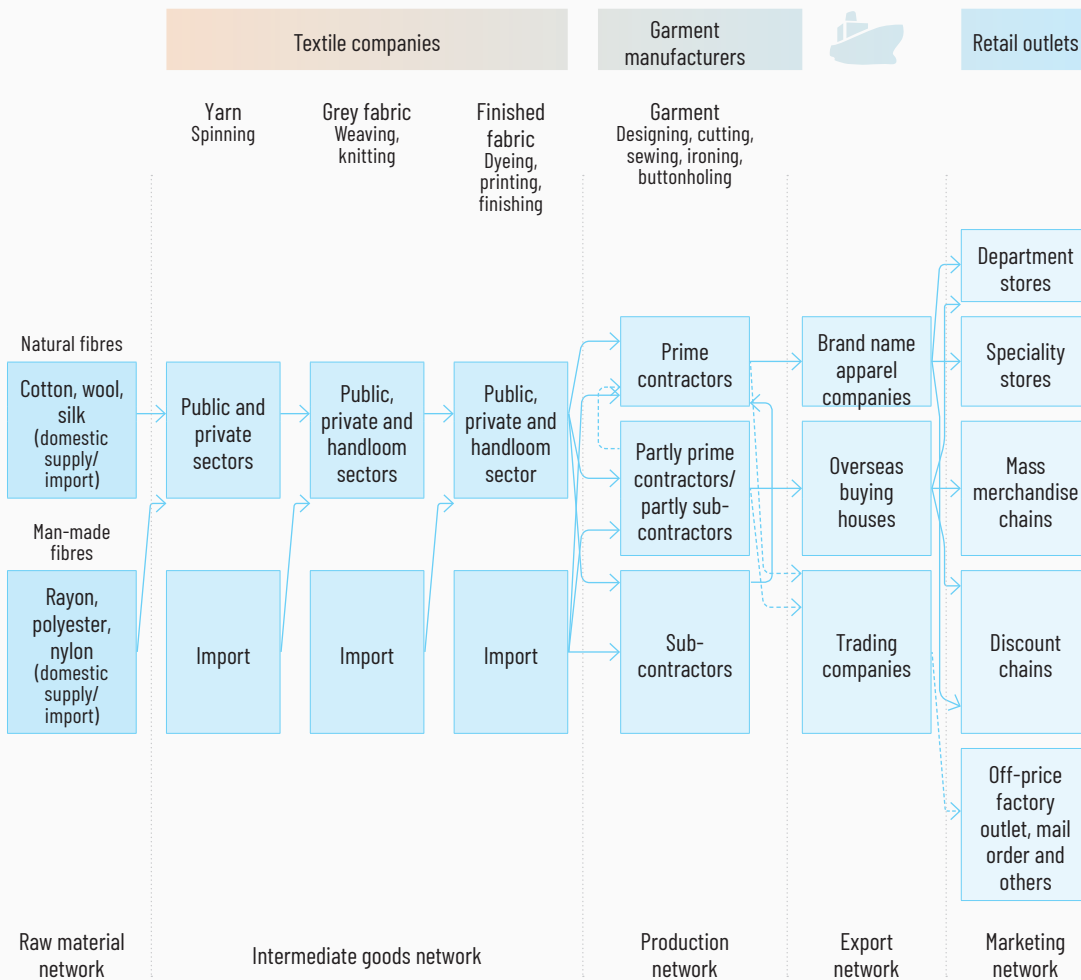 Textile companies
Garment
manufacturers
Retail outlets
Yarn
Spinning
Grey fabric
Weaving,
knitting
Finished
fabric
Dyeing,
printing,
finishing
Garment
Designing, cutting,
sewing, ironing,
buttonholing
Natural fibres
Cotton, wool,
silk
(domestic
supply/
import)
Man-made
fibres
Rayon,
polyester,
nylon
(domestic
supply/
import)
Public and
private
sectors
Import
Public,
private and
handloom
sectors
Import
Public,
private and
handloom
sector
Import
Prime
contractors
Partly prime
contractors/
partly sub-
contractors
Sub-
contractors
Brand name
apparel
companies
Overseas
buying
houses
Trading
companies
Department
stores
Speciality
stores
Mass
merchandise
chains
Discount
chains
Off-price
factory
outlet, mail
order and
others
Raw material
network
Intermediate goods network
Production
network
Export
network
Marketing
network